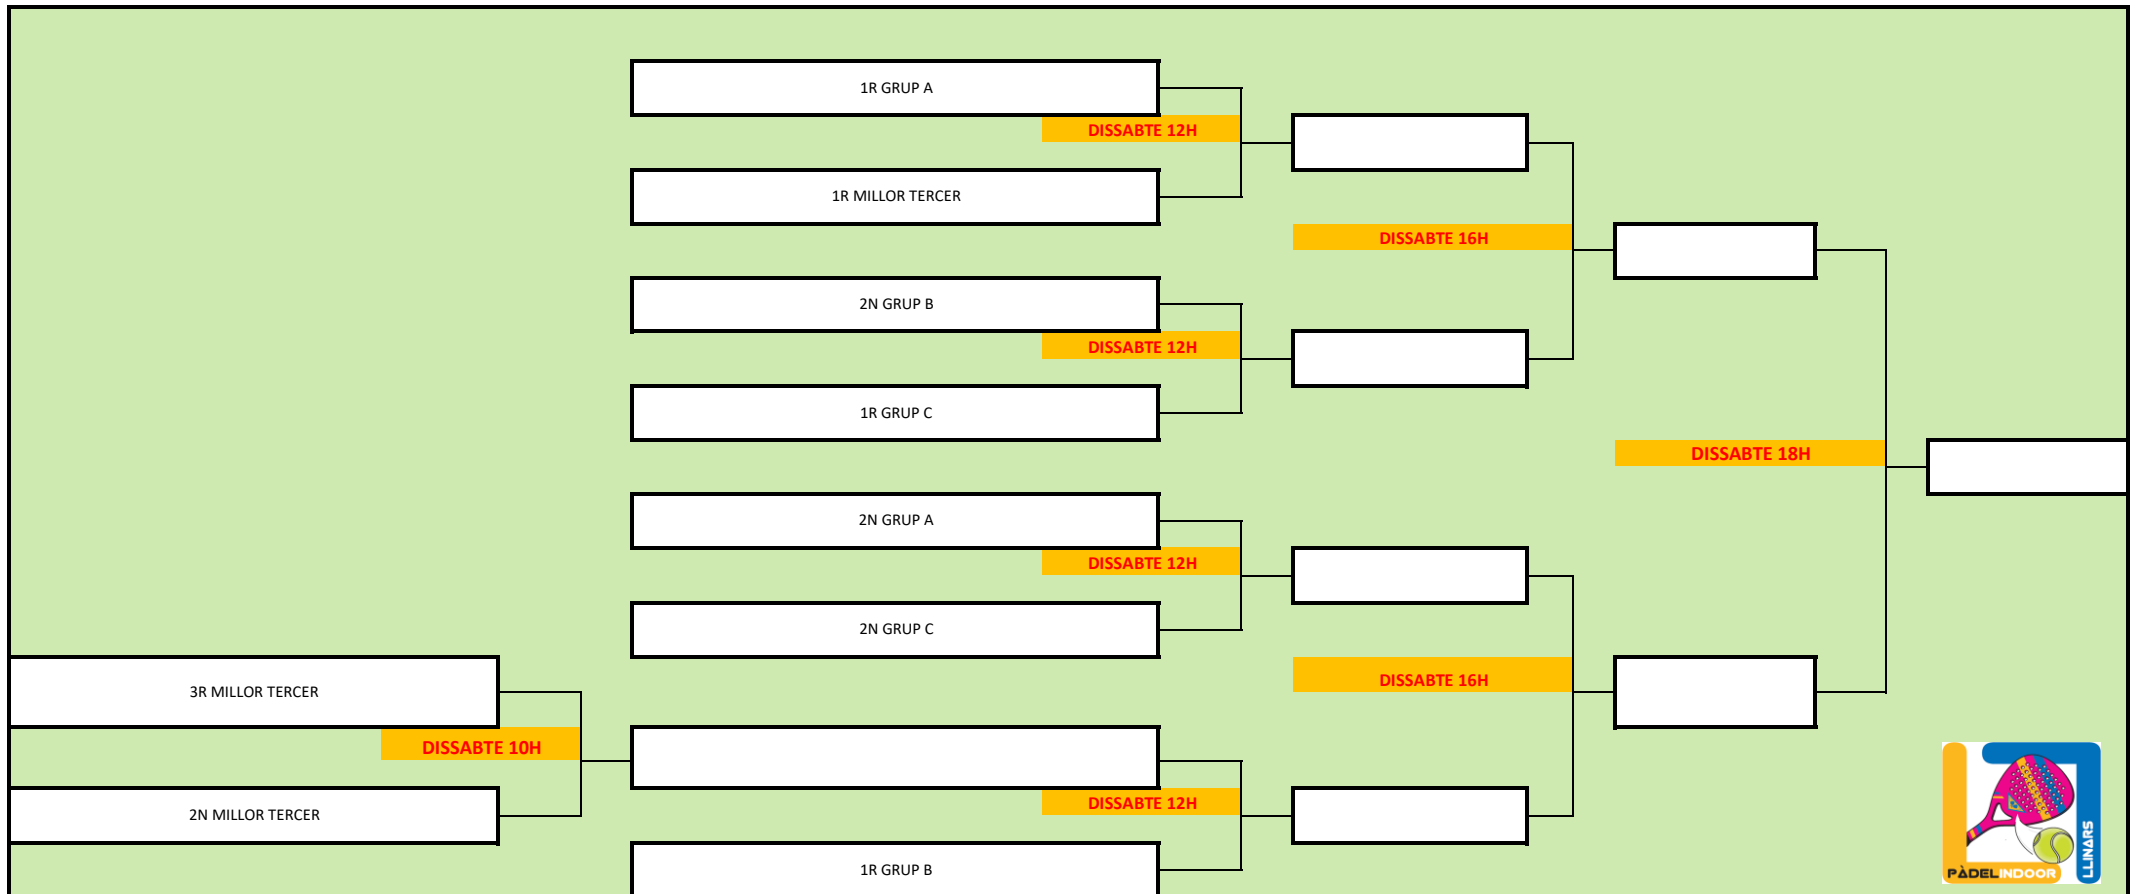 1R GRUP A
DISSABTE 12H
1R MILLOR TERCER
DISSABTE 16H
2N GRUP B
DISSABTE 12H
1R GRUP C
DISSABTE 18H
2N GRUP A
DISSABTE 12H
2N GRUP C
3R MILLOR TERCER
DISSABTE 16H
DISSABTE 10H
DISSABTE 12H
2N MILLOR TERCER
1R GRUP B
PÀDELINDOOR
LLINARS